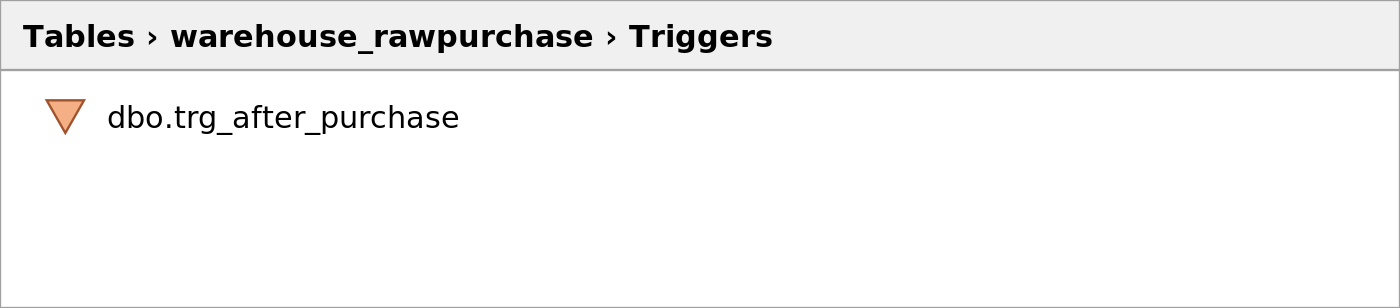 Tables › warehouse_rawpurchase › Triggers
dbo.trg_after_purchase